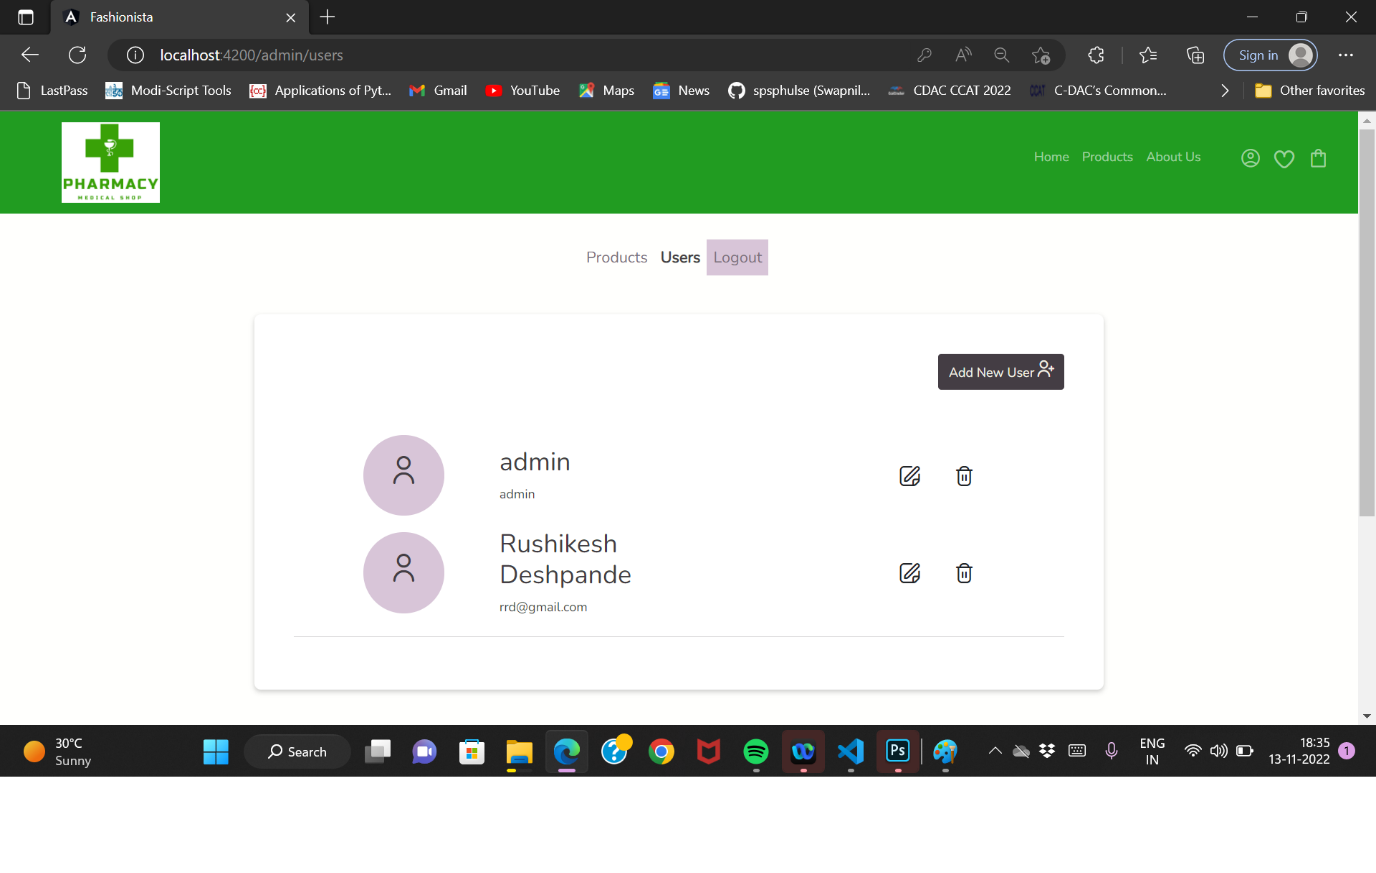 Fashionista
localhost:4200/admin/users
Sign in
LastPass
Modi-Script Tools
Applications of Pyt...
Gmail
YouTube
Maps
News
spsphulse (Swapnil...
CDAC CCAT 2022
C-DAC's Common...
Other favorites
PHARMACY
MEDICAL SHOP
Home Products About Us
Products Users Logout
Add New User
admin
admin
Rushikesh
Deshpande
rrd@gmail.com
30°C
Sunny
Search
Ps
ENG
IN
18:35
13-11-2022
1